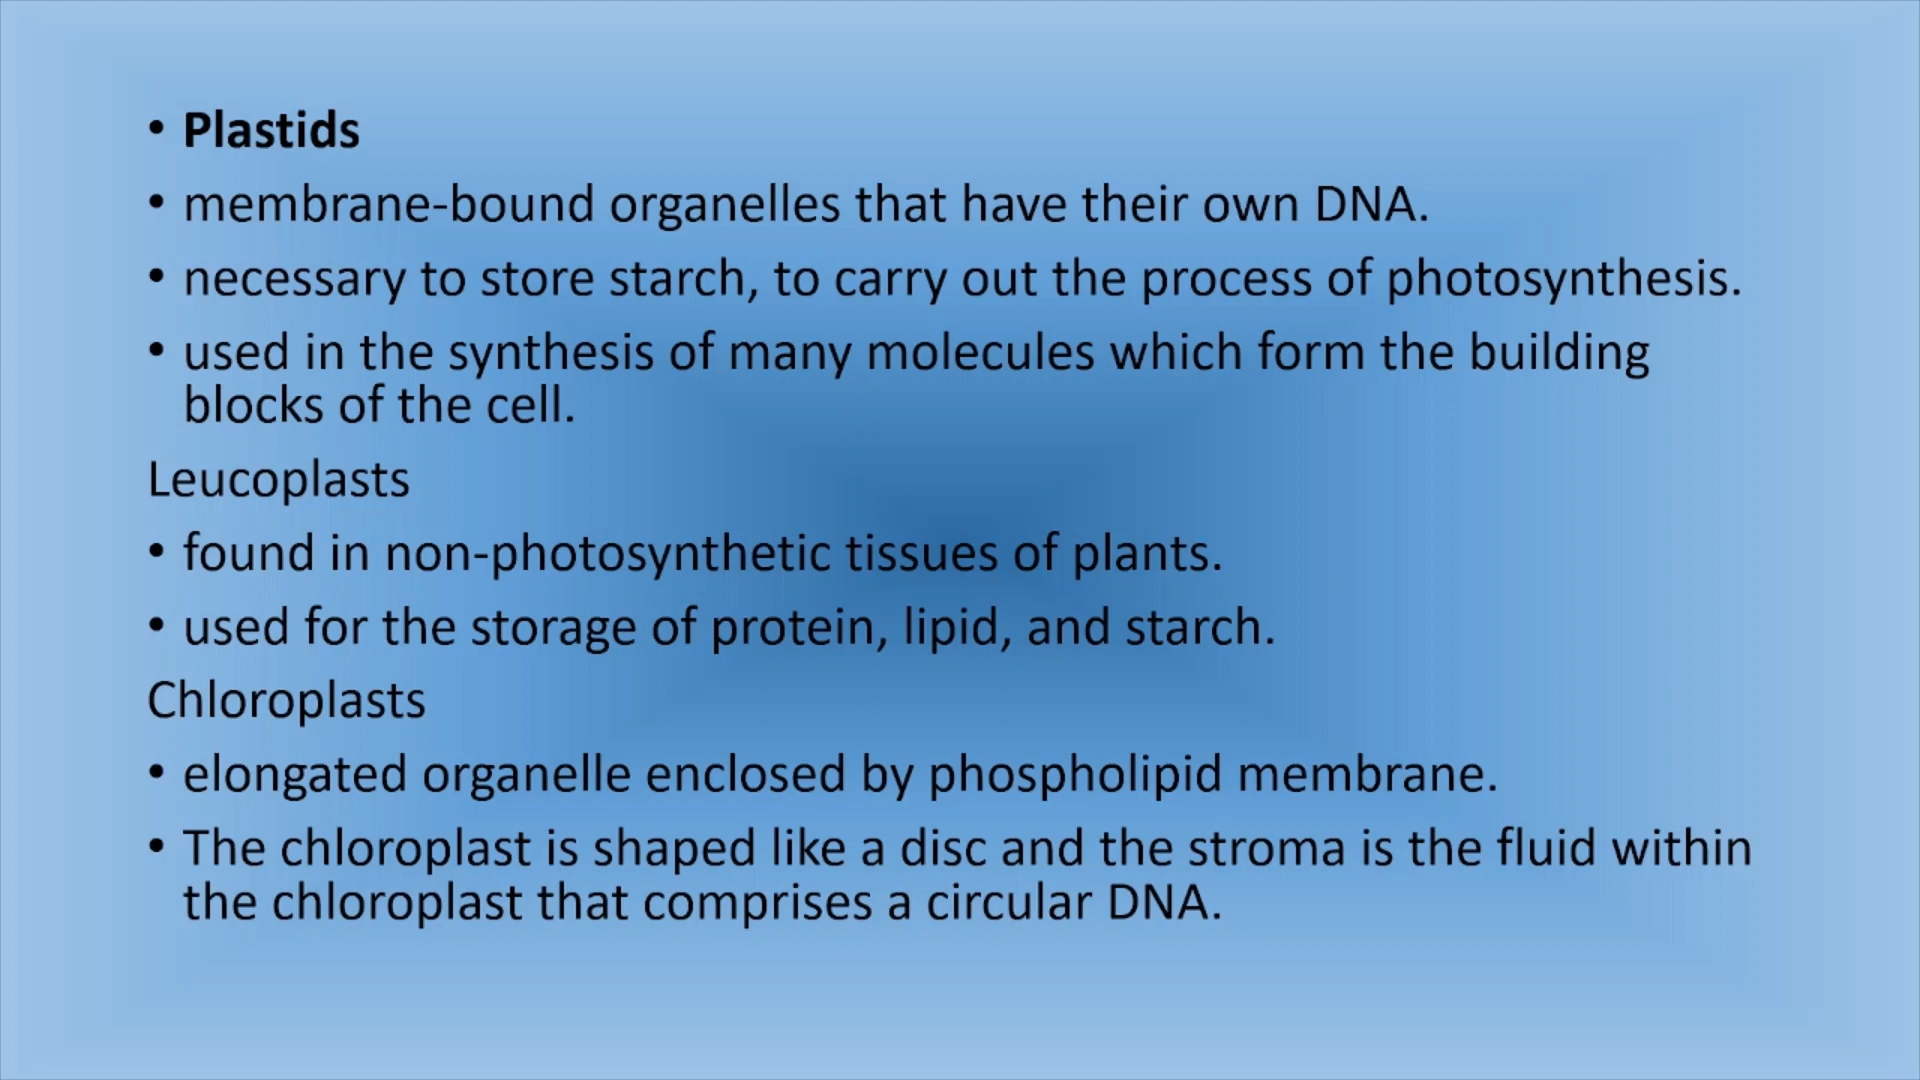 • Plastids
• membrane-bound organelles that have their own DNA.
• necessary to store starch, to carry out the process of photosynthesis.
• used in the synthesis of many molecules which form the building
blocks of the cell.
Leucoplasts
• found in non-photosynthetic tissues of plants.
• used for the storage of protein, lipid, and starch.
Chloroplasts
• elongated organelle enclosed by phospholipid membrane.
• The chloroplast is shaped like a disc and the stroma is the fluid within
the chloroplast that comprises a circular DNA.